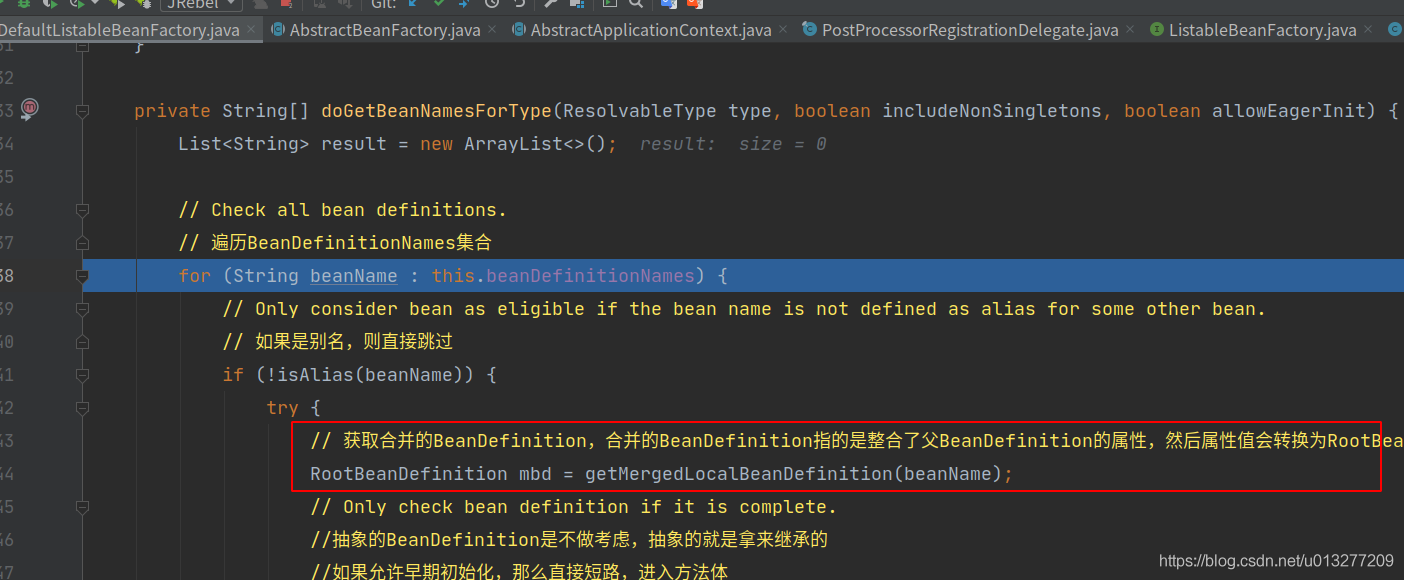 JRebel Git:
DefaultListableBeanFactory.java AbstractBeanFactory.java AbstractApplicationContext.java PostProcessorRegistrationDelegate.java ListableBeanFactory.java
31 }
32
33 private String[] doGetBeanNamesForType(ResolvableType type, boolean includeNonSingletons, boolean allowEagerInit) {
34 List<String> result = new ArrayList<>(); result: size = 0
35
36 // Check all bean definitions.
37 // 遍历BeanDefinitionNames集合
38 for (String beanName : this.beanDefinitionNames) {
39 // Only consider bean as eligible if the bean name is not defined as alias for some other bean.
40 // 如果是别名，则直接跳过
41 if (!isAlias(beanName)) {
42 try {
43 // 获取合并的BeanDefinition，合并的BeanDefinition指的是整合了父BeanDefinition的属性，然后属性值会转换为RootBea
44 RootBeanDefinition mbd = getMergedLocalBeanDefinition(beanName);
45 // Only check bean definition if it is complete.
46 //抽象的BeanDefinition是不做考虑，抽象的就是拿来继承的
47 //如果允许早期初始化，那么直接短路，进入方法体
https://blog.csdn.net/u013277209